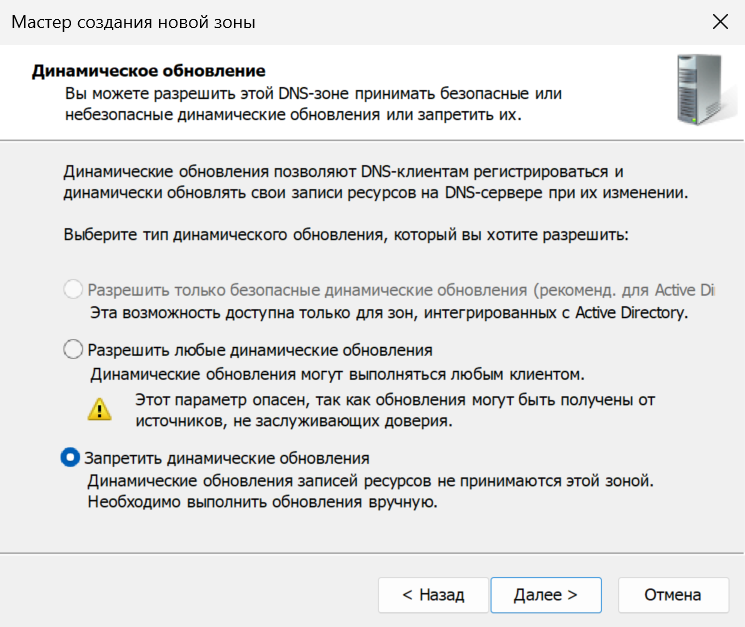 Мастер создания новой зоны
Динамическое обновление
Вы можете разрешить этой DNS-зоне принимать безопасные или
небезопасные динамические обновления или запретить их.
Динамические обновления позволяют DNS-клиентам регистрироваться и
динамически обновлять свои записи ресурсов на DNS-сервере при их изменении.
Выберите тип динамического обновления, который вы хотите разрешить:
Разрешить только безопасные динамические обновления (рекоменд. для Active Di
Эта возможность доступна только для зон, интегрированных с Active Directory.
Разрешить любые динамические обновления
Динамические обновления могут выполняться любым клиентом.
Этот параметр опасен, так как обновления могут быть получены от
источников, не заслуживающих доверия.
Запретить динамические обновления
Динамические обновления записей ресурсов не принимаются этой зоной.
Необходимо выполнить обновления вручную.
< Назад Далее > Отмена